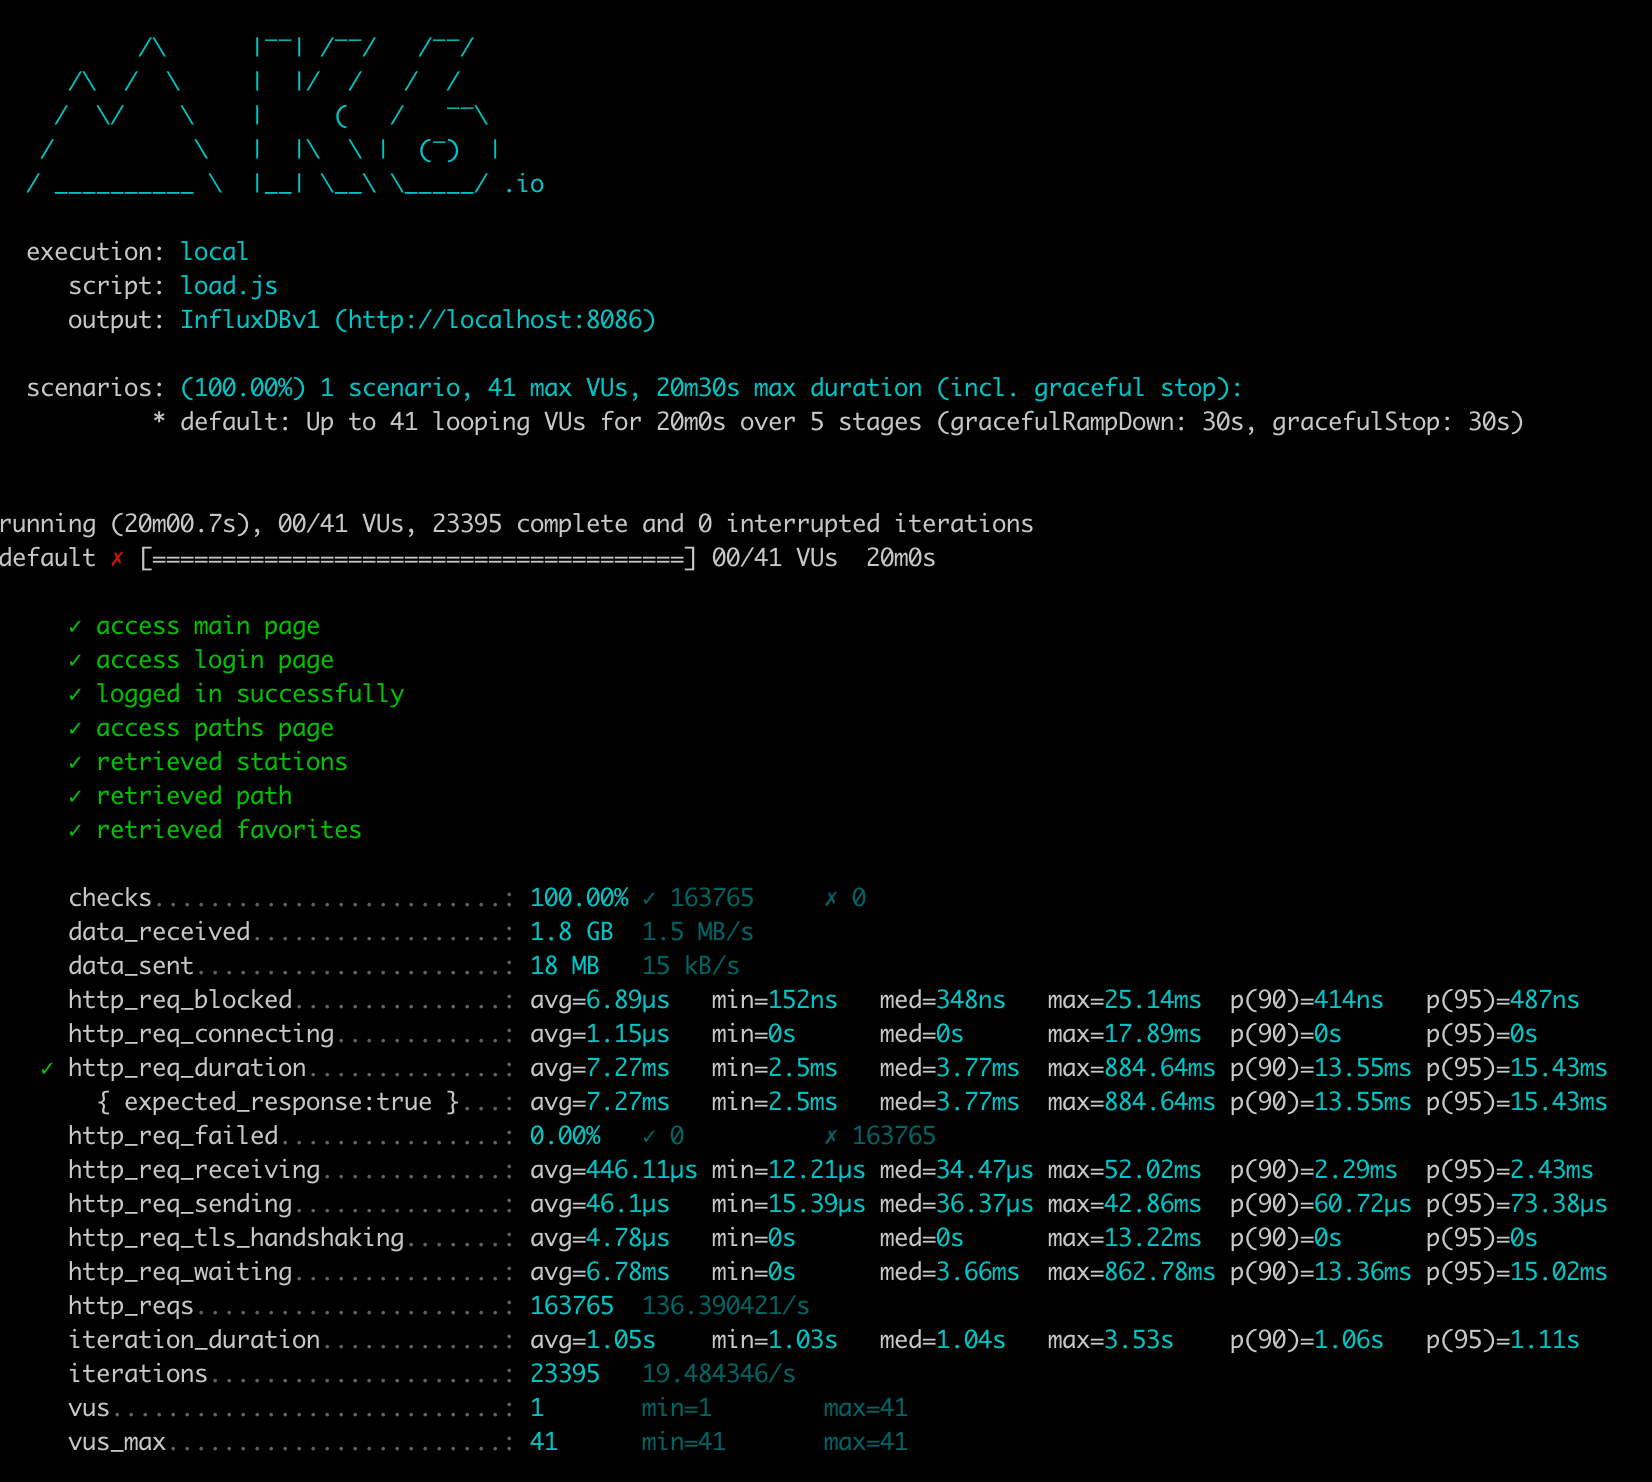 /\      |‾‾| /‾‾/   /‾‾/
    /\  /  \     |  |/  /   /  /
   /  \/    \    |     (   /   ‾‾\
  /          \   |  |\  \ |  (‾)  |
 / __________ \  |__| \__\ \_____/ .io
execution: local
script: load.js
output: InfluxDBv1 (http://localhost:8086)
scenarios: (100.00%) 1 scenario, 41 max VUs, 20m30s max duration (incl. graceful stop):
* default: Up to 41 looping VUs for 20m0s over 5 stages (gracefulRampDown: 30s, gracefulStop: 30s)
running (20m00.7s), 00/41 VUs, 23395 complete and 0 interrupted iterations
default ✗ [======================================] 00/41 VUs  20m0s
✓ access main page
✓ access login page
✓ logged in successfully
✓ access paths page
✓ retrieved stations
✓ retrieved path
✓ retrieved favorites
checks.........................: 100.00% ✓ 163765     ✗ 0
data_received..................: 1.8 GB  1.5 MB/s
data_sent......................: 18 MB   15 kB/s
http_req_blocked...............: avg=6.89µs   min=152ns   med=348ns   max=25.14ms  p(90)=414ns   p(95)=487ns
http_req_connecting............: avg=1.15µs   min=0s      med=0s      max=17.89ms  p(90)=0s      p(95)=0s
✓ http_req_duration..............: avg=7.27ms   min=2.5ms   med=3.77ms  max=884.64ms p(90)=13.55ms p(95)=15.43ms
{ expected_response:true }...: avg=7.27ms   min=2.5ms   med=3.77ms  max=884.64ms p(90)=13.55ms p(95)=15.43ms
http_req_failed................: 0.00%   ✓ 0          ✗ 163765
http_req_receiving.............: avg=446.11µs min=12.21µs med=34.47µs max=52.02ms  p(90)=2.29ms  p(95)=2.43ms
http_req_sending...............: avg=46.1µs   min=15.39µs med=36.37µs max=42.86ms  p(90)=60.72µs p(95)=73.38µs
http_req_tls_handshaking.......: avg=4.78µs   min=0s      med=0s      max=13.22ms  p(90)=0s      p(95)=0s
http_req_waiting...............: avg=6.78ms   min=0s      med=3.66ms  max=862.78ms p(90)=13.36ms p(95)=15.02ms
http_reqs......................: 163765  136.390421/s
iteration_duration.............: avg=1.05s    min=1.03s   med=1.04s   max=3.53s    p(90)=1.06s   p(95)=1.11s
iterations.....................: 23395   19.484346/s
vus............................: 1       min=1        max=41
vus_max........................: 41      min=41       max=41